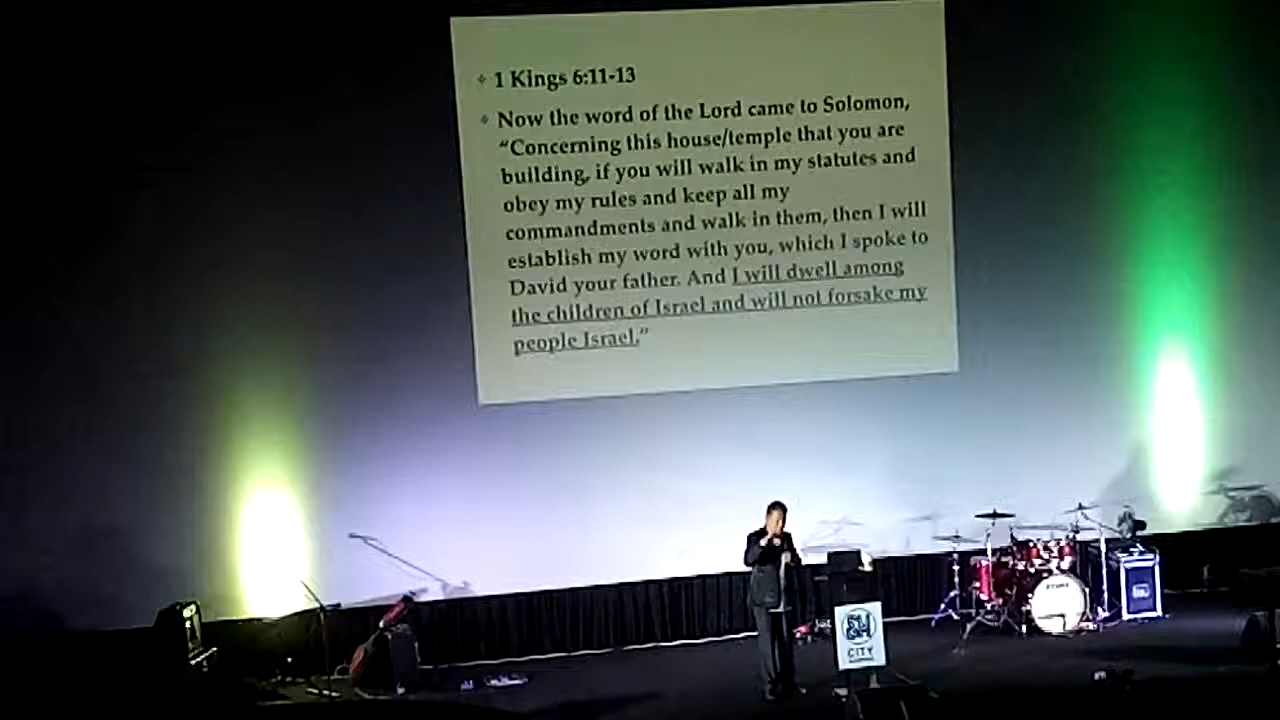 1 Kings 6:11-13
Now the word of the Lord came to Solomon,
“Concerning this house/temple that you are
building, if you will walk in my statutes and
obey my rules and keep all my
commandments and walk in them, then I will
establish my word with you, which I spoke to
David your father. And I will dwell among
the children of Israel and will not forsake my
people Israel.”
SM
CITY
TAMA